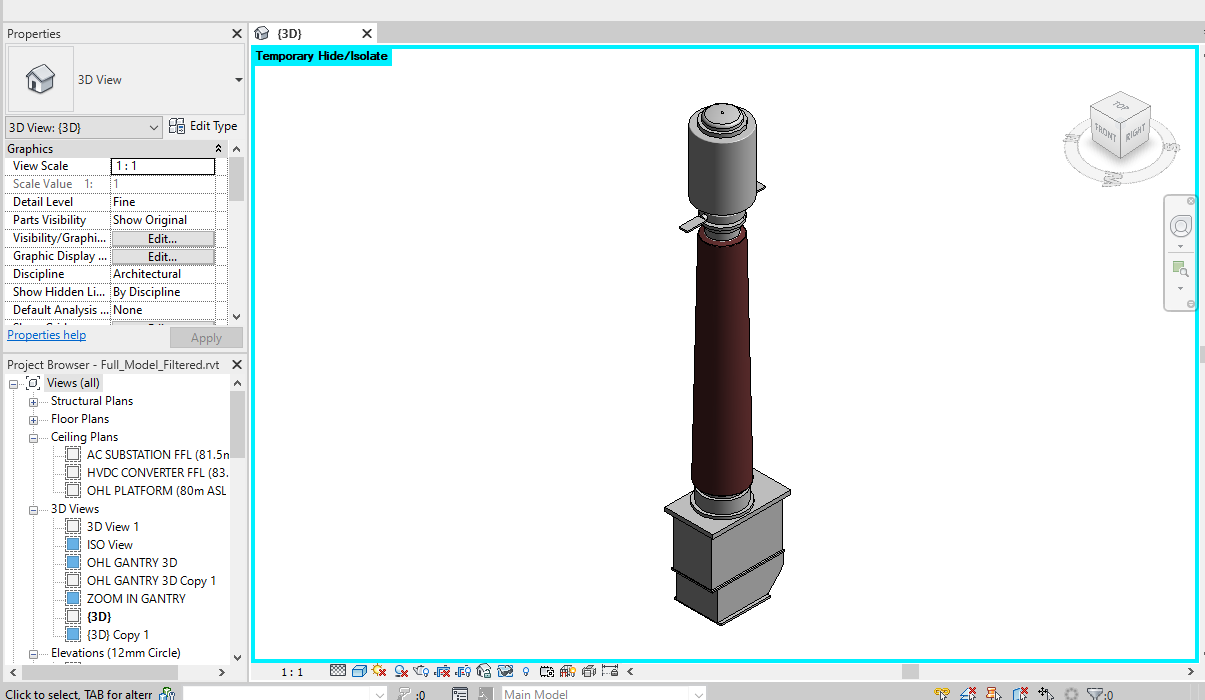 Properties
{3D}
Temporary Hide/Isolate
3D View
3D View: {3D}
Edit Type
Graphics
View Scale 1 : 1
Scale Value 1: 1
Detail Level Fine
Parts Visibility Show Original
Visibility/Graphi... Edit...
Graphic Display ... Edit...
Discipline Architectural
Show Hidden Li... By Discipline
Default Analysis ... None
Properties help
Apply
Project Browser - Full_Model_Filtered.rvt
Views (all)
Structural Plans
Floor Plans
Ceiling Plans
AC SUBSTATION FFL (81.5m
HVDC CONVERTER FFL (83.
OHL PLATFORM (80m ASL
3D Views
3D View 1
ISO View
OHL GANTRY 3D
OHL GANTRY 3D Copy 1
ZOOM IN GANTRY
{3D}
{3D} Copy 1
Elevations (12mm Circle)
TOP
FRONT
RIGHT
W
S
1 : 1
Click to select, TAB for altern
:0
Main Model
:0